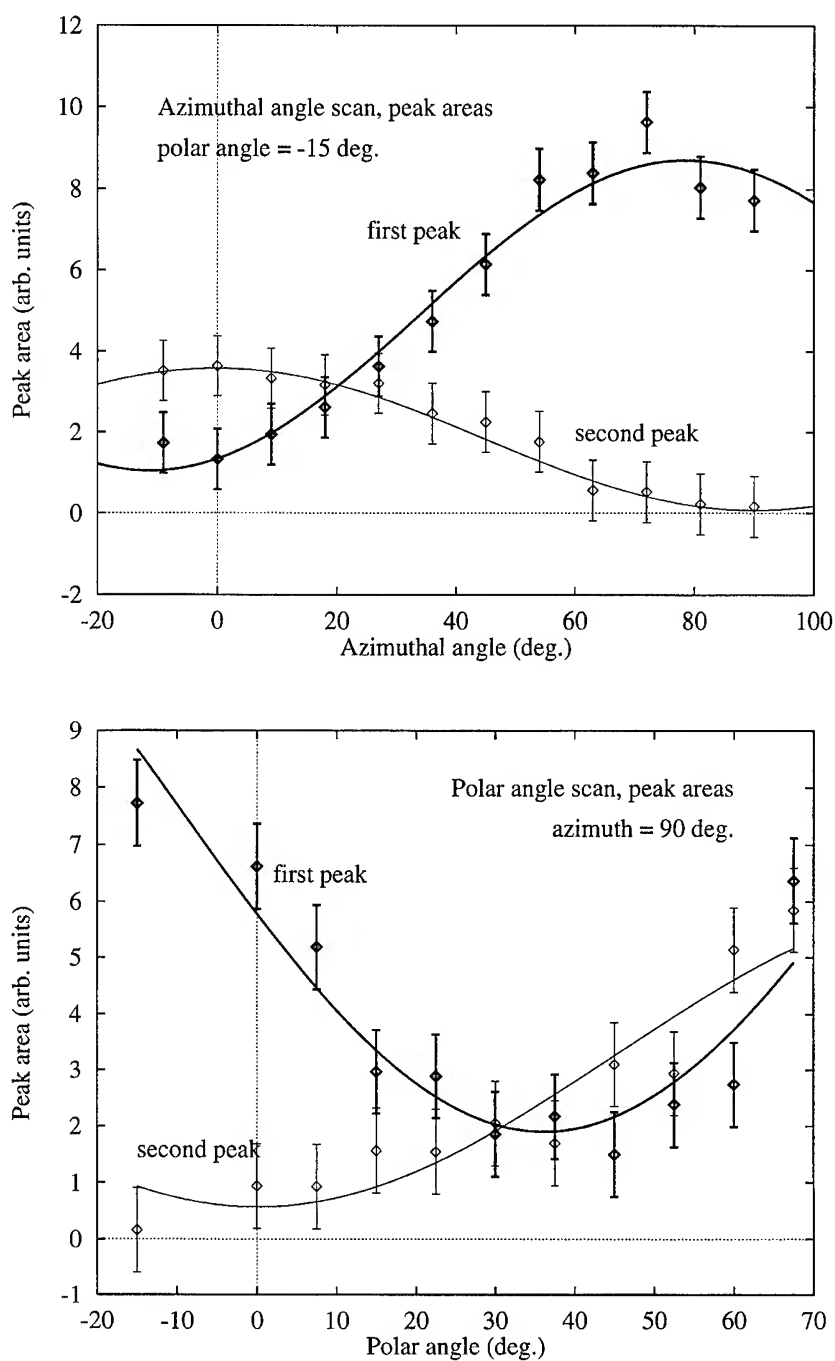 12
10
8
6
4
2
0
-2
Peak area (arb. units)
Azimuthal angle scan, peak areas
polar angle = -15 deg.
first peak
second peak
-20 0 20 40 60 80 100
Azimuthal angle (deg.)
9
8
7
6
5
4
3
2
1
0
-1
Peak area (arb. units)
Polar angle scan, peak areas
azimuth = 90 deg.
first peak
second peak
-20 -10 0 10 20 30 40 50 60 70
Polar angle (deg.)